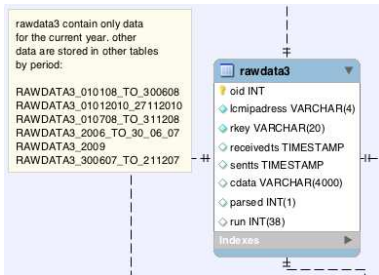 rawdata3 contain only data
for the current year. other
data are stored in other tables
by period:
RAWDATA3_010108_TO_300608
RAWDATA3_01012010_27112010
RAWDATA3_010708_TO_311208
RAWDATA3_2006_TO_30_06_07
RAWDATA3_2009
RAWDATA3_300607_TO_211207
rawdata3
oid INT
lcmipadress VARCHAR(4)
rkey VARCHAR(20)
receivedts TIMESTAMP
sentts TIMESTAMP
cdata VARCHAR(4000)
parsed INT(1)
run INT(38)
Indexes